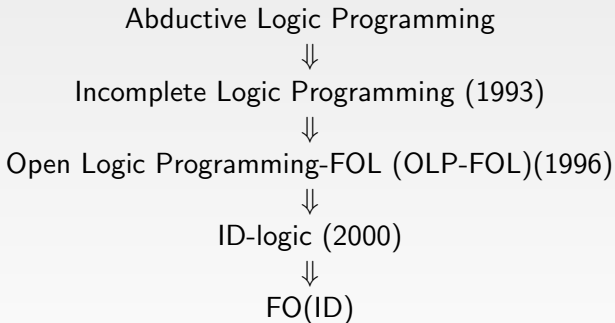 Abductive Logic Programming
⇓
Incomplete Logic Programming (1993)
⇓
Open Logic Programming-FOL (OLP-FOL)(1996)
⇓
ID-logic (2000)
⇓
FO(ID)